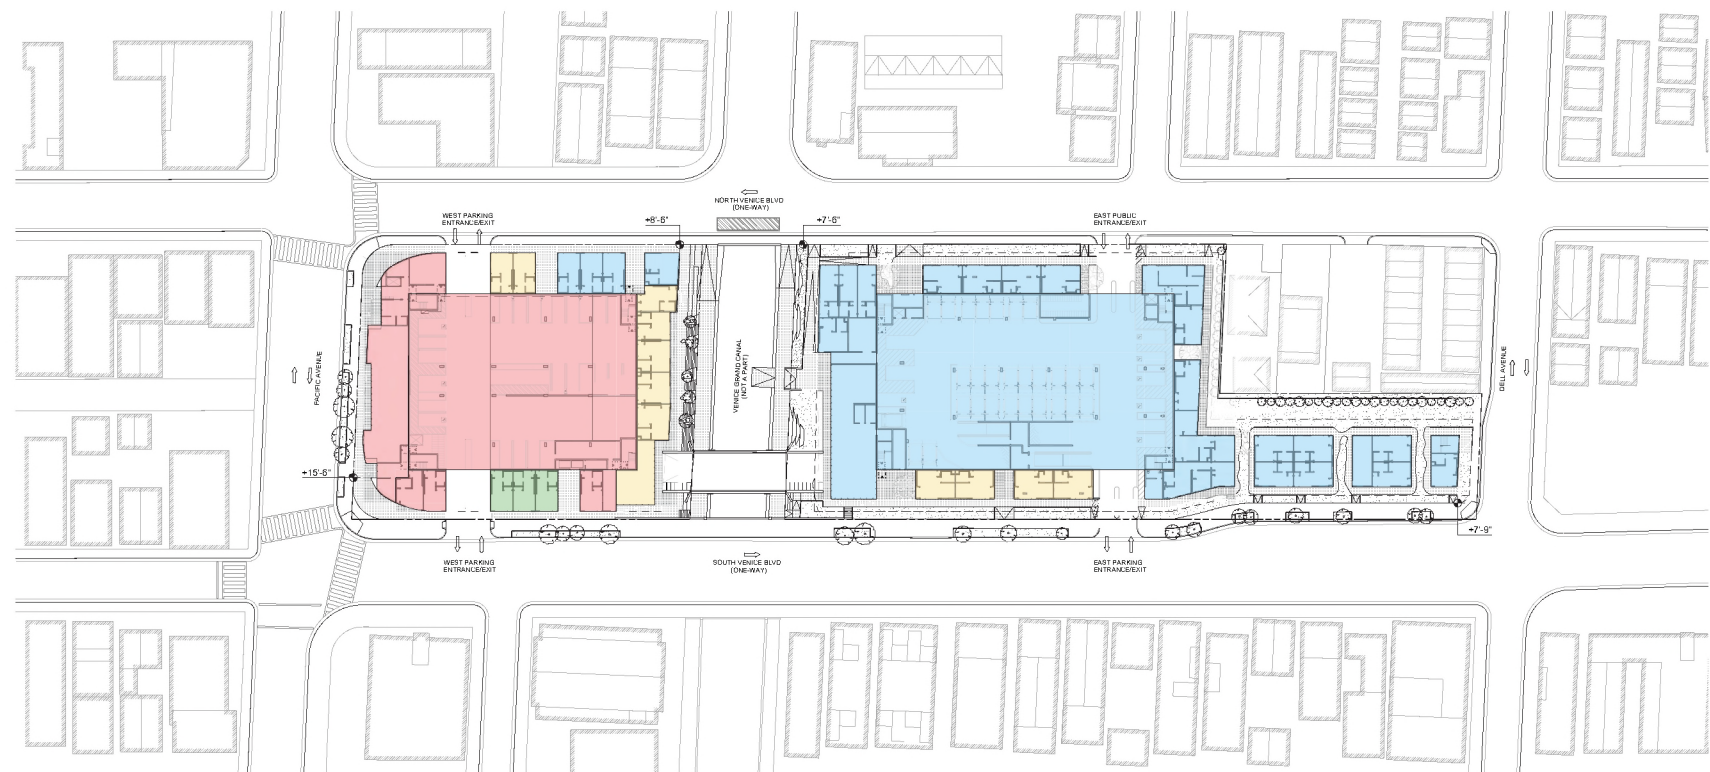 NORTH VENICE BLVD
(ONE-WAY)
WEST PARKING
ENTRANCE/EXIT
+8'-6"
+7'-6"
EAST PUBLIC
ENTRANCE/EXIT
PACIFIC AVENUE
VENICE GRAND CANAL
(NOT A PART)
DELL AVENUE
+15'-6"
+7'-9"
WEST PARKING
ENTRANCE/EXIT
SOUTH VENICE BLVD
(ONE-WAY)
EAST PARKING
ENTRANCE/EXIT